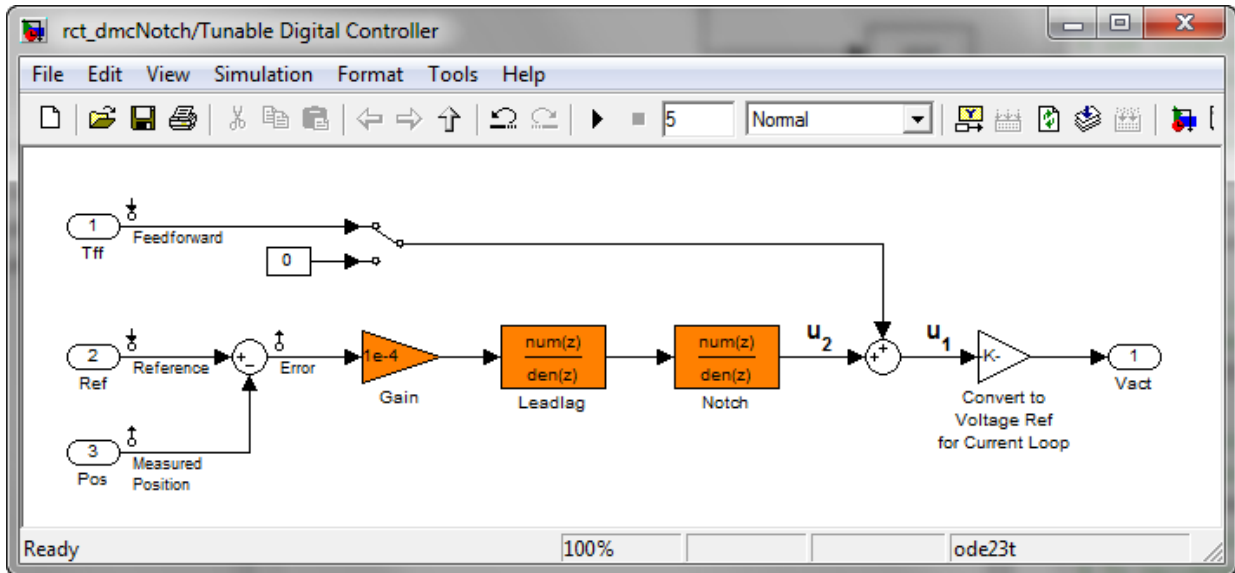 rct_dmcNotch/Tunable Digital Controller
File Edit View Simulation Format Tools Help
5 Normal
1
Tff
Feedforward
0
2
Ref
Reference
+
−
Error
1e-4
Gain
num(z)
den(z)
Leadlag
num(z)
den(z)
Notch
u2
+
+
u1
-K-
Convert to
Voltage Ref
for Current Loop
1
Vact
3
Pos
Measured
Position
Ready 100% ode23t